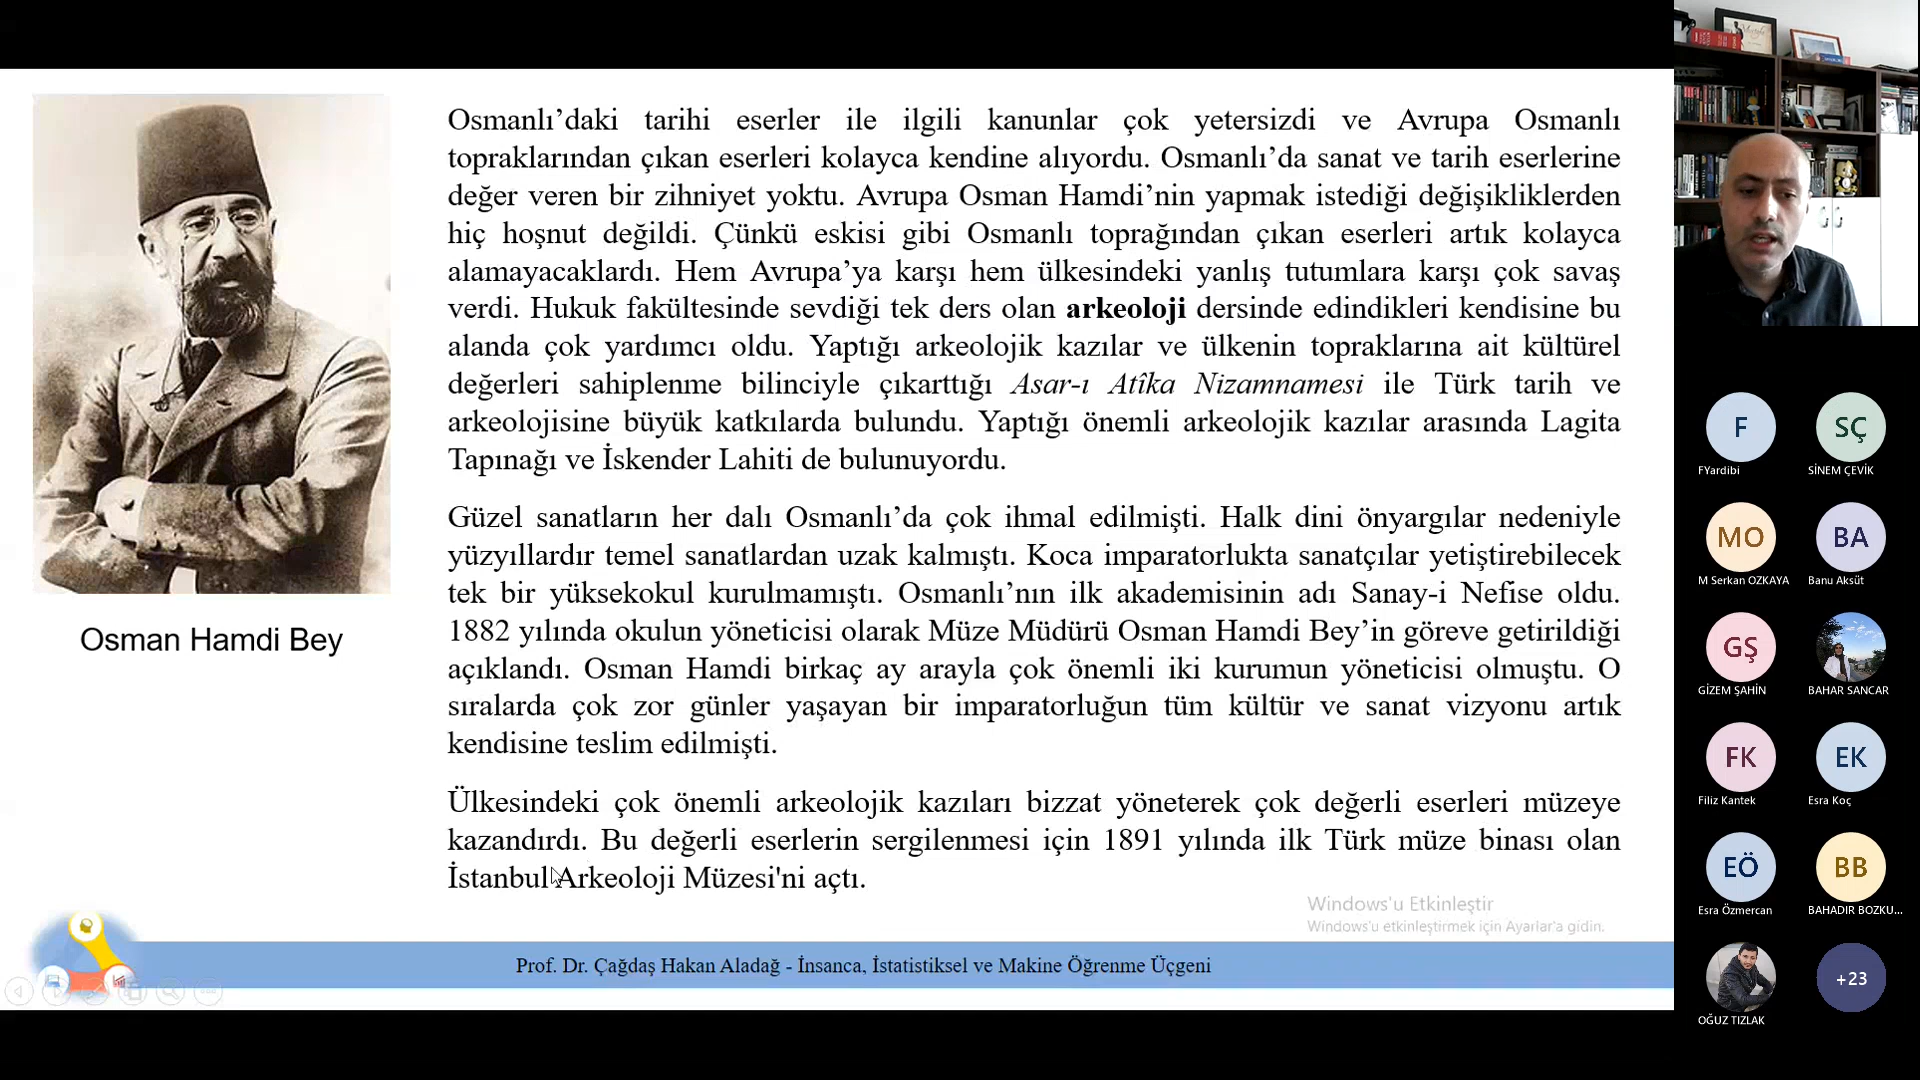 Osmanlı’daki tarihi eserler ile ilgili kanunlar çok yetersizdi ve Avrupa Osmanlı
topraklarından çıkan eserleri kolayca kendine alıyordu. Osmanlı’da sanat ve tarih eserlerine
değer veren bir zihniyet yoktu. Avrupa Osman Hamdi’nin yapmak istediği değişikliklerden
hiç hoşnut değildi. Çünkü eskisi gibi Osmanlı toprağından çıkan eserleri artık kolayca
alamayacaklardı. Hem Avrupa’ya karşı hem ülkesindeki yanlış tutumlara karşı çok savaş
verdi. Hukuk fakültesinde sevdiği tek ders olan arkeoloji dersinde edindikleri kendisine bu
alanda çok yardımcı oldu. Yaptığı arkeolojik kazılar ve ülkenin topraklarına ait kültürel
değerleri sahiplenme bilinciyle çıkarttığı Asar-ı Atîka Nizamnamesi ile Türk tarih ve
arkeolojisine büyük katkılarda bulundu. Yaptığı önemli arkeolojik kazılar arasında Lagita
Tapınağı ve İskender Lahiti de bulunuyordu.
Güzel sanatların her dalı Osmanlı’da çok ihmal edilmişti. Halk dini önyargılar nedeniyle
yüzyıllardır temel sanatlardan uzak kalmıştı. Koca imparatorlukta sanatçılar yetiştirebilecek
tek bir yüksekokul kurulmamıştı. Osmanlı’nın ilk akademisinin adı Sanay-i Nefise oldu.
1882 yılında okulun yöneticisi olarak Müze Müdürü Osman Hamdi Bey’in göreve getirildiği
açıklandı. Osman Hamdi birkaç ay arayla çok önemli iki kurumun yöneticisi olmuştu. O
sıralarda çok zor günler yaşayan bir imparatorluğun tüm kültür ve sanat vizyonu artık
kendisine teslim edilmişti.
Ülkesindeki çok önemli arkeolojik kazıları bizzat yöneterek çok değerli eserleri müzeye
kazandırdı. Bu değerli eserlerin sergilenmesi için 1891 yılında ilk Türk müze binası olan
İstanbul Arkeoloji Müzesi'ni açtı.
Osman Hamdi Bey
Windows'u Etkinleştir
Windows'u etkinleştirmek için Ayarlar'a gidin.
Prof. Dr. Çağdaş Hakan Aladağ - İnsanca, İstatistiksel ve Makine Öğrenme Üçgeni
F
FYardibi
SÇ
SİNEM ÇEVİK
MO
M Serkan OZKAYA
BA
Banu Aksüt
GŞ
GİZEM ŞAHİN
BAHAR SANCAR
FK
Filiz Kantek
EK
Esra Koç
EÖ
Esra Özmercan
BB
BAHADIR BOZKU...
OĞUZ TIZLAK
+23